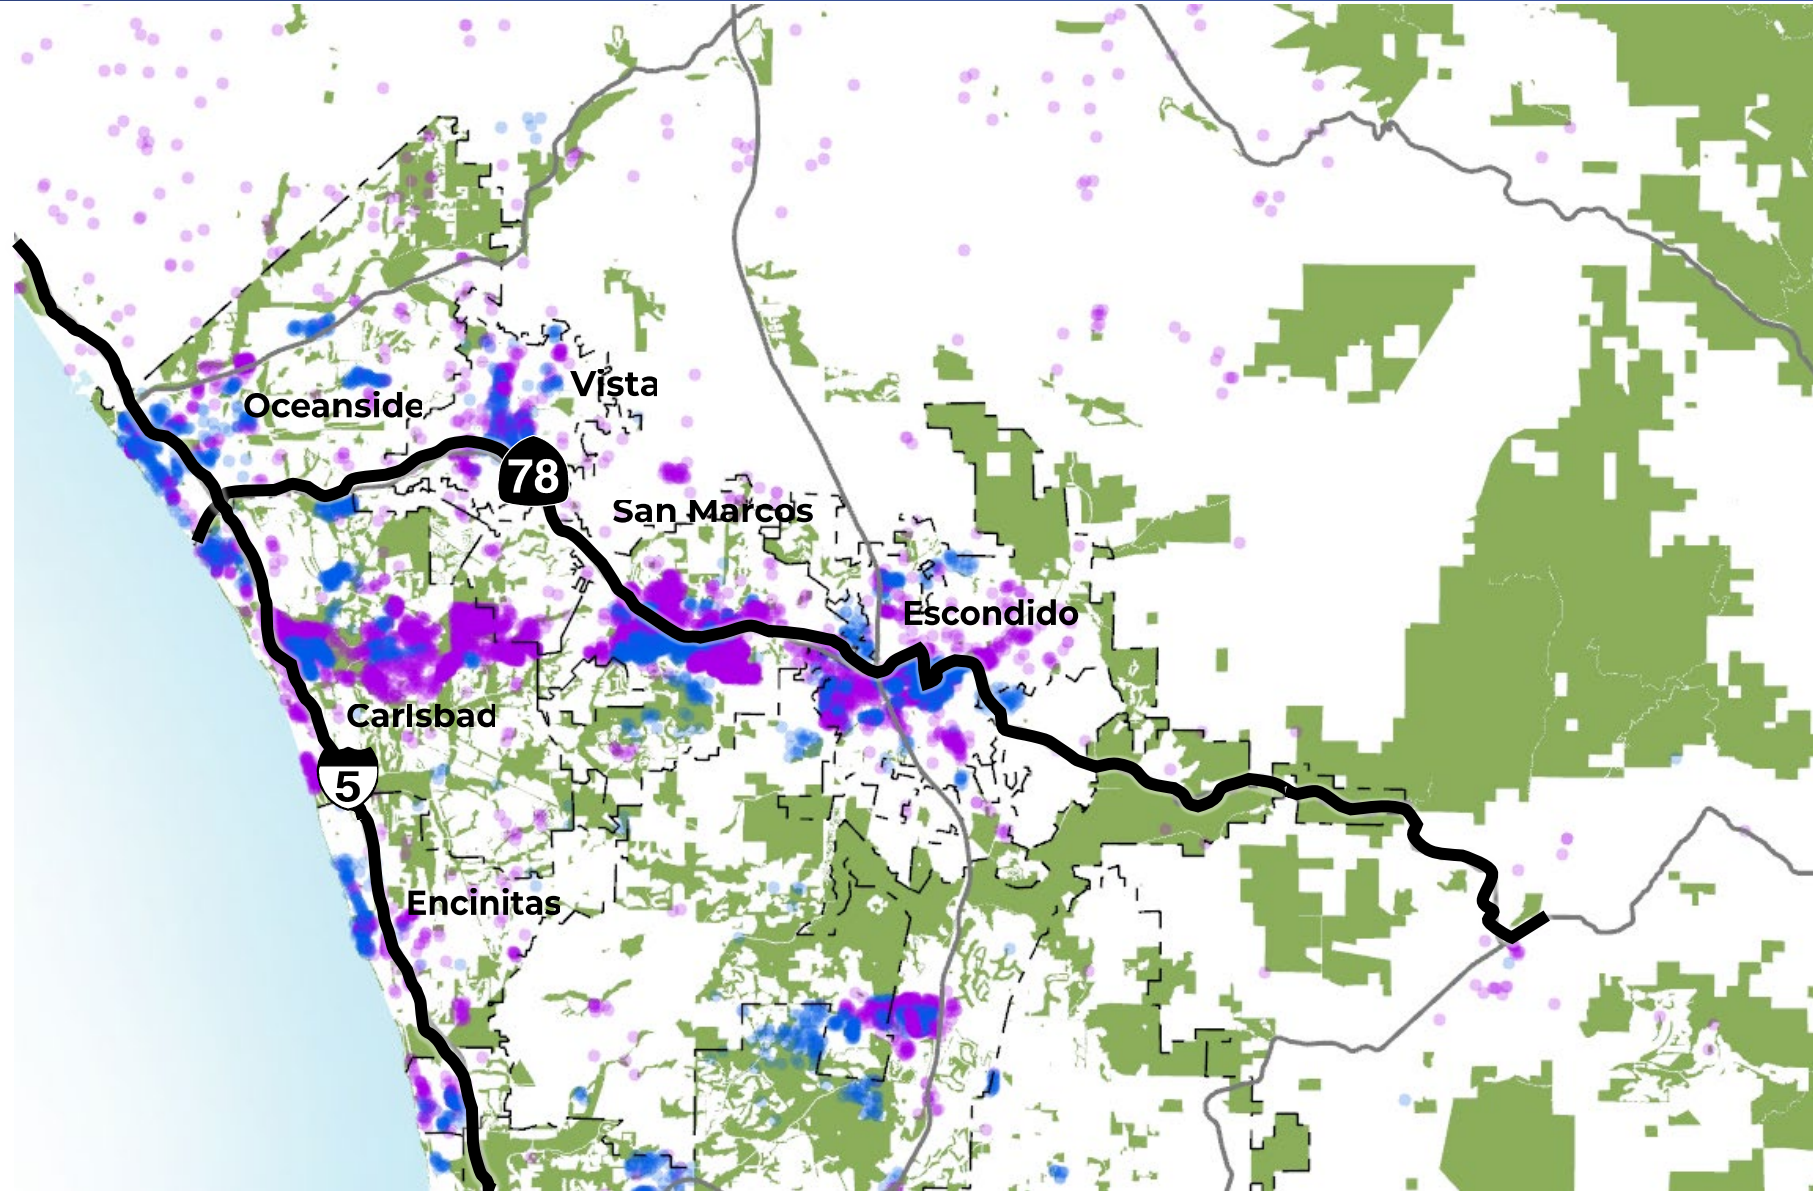 Vista
Oceanside
78
San Marcos
Escondido
Carlsbad
5
Encinitas